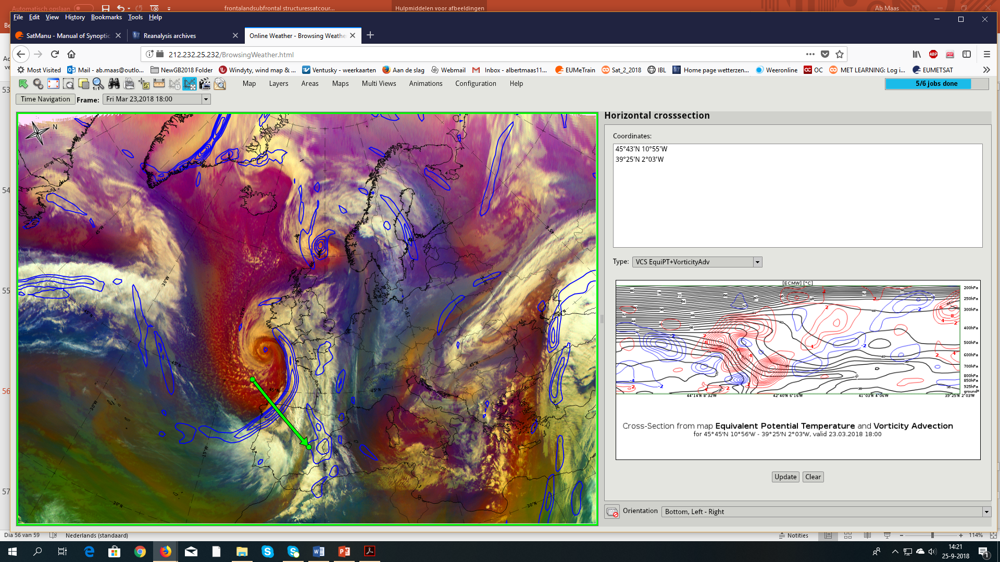 Automatisch opslaan
frontalandsubfrontal structuressatcour...
Hulpmiddelen voor afbeeldingen
Ab Maas
File Edit View History Bookmarks Tools Help
SatManu - Manual of Synoptic
Reanalysis archives
Online Weather - Browsing Weathe
212.232.25.232/BrowsingWeather.html
Most Visited
Mail - ab.maas@outlo...
NewGB2018 Folder
Windyty, wind map & ...
Ventusky - weerkaarten
Aan de slag
Webmail
Inbox - albertmaas11...
EUMeTrain
Sat_2_2018
IBL
Home page wetterzen...
Weeronline
OC
MET LEARNING: Log i...
EUMETSAT
1:1
Map Layers Areas Maps Multi Views Animations Configuration Help
5/6 jobs done
Time Navigation Frame: Fri Mar 23,2018 18:00
N
Horizontal crosssection
Coordinates:
45°43'N 10°55'W
39°25'N 2°03'W
Type: VCS EquiPT+VorticityAdv
[ECMW] [°C]
200hPa
250hPa
300hPa
400hPa
500hPa
600hPa
700hPa
800hPa
850hPa
925hPa
ground
44°14'N 8°32'W 42°40'N 6°16'W 41°03'N 4°06'W 39°25'N 2°03'W
Cross-Section from map Equivalent Potential Temperature and Vorticity Advection
for 45°45'N 10°56'W - 39°25'N 2°03'W, valid 23.03.2018 18:00
Update Clear
Orientation Bottom, Left - Right
53
54
55
56
57
Dia 56 van 59 Nederlands (standaard)
Notities
114%
14:21
25-9-2018
1